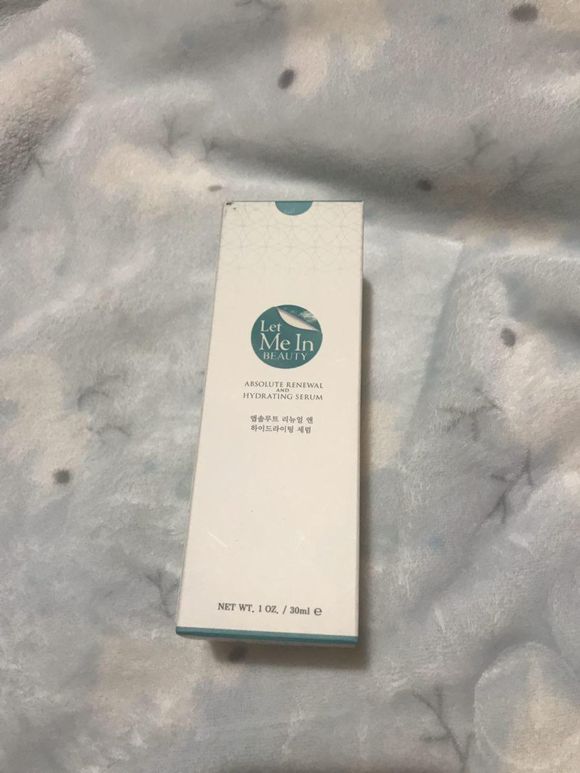 Let
Me In
BEAUTY
ABSOLUTE RENEWAL
AND
HYDRATING SERUM
앱솔루트 리뉴얼 앤
하이드라이팅 세럼
NET WT. 1 OZ. / 30ml ℮